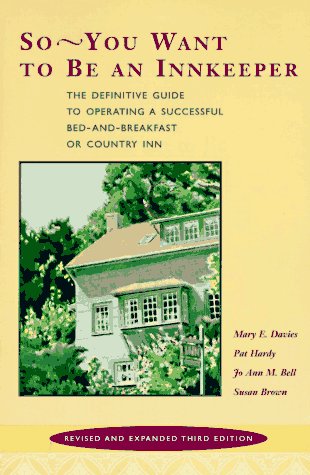 SO~YOU WANT
TO BE AN INNKEEPER
THE DEFINITIVE GUIDE
TO OPERATING A SUCCESSFUL
BED-AND-BREAKFAST
OR COUNTRY INN
Mary E. Davies
Pat Hardy
Jo Ann M. Bell
Susan Brown
REVISED AND EXPANDED THIRD EDITION